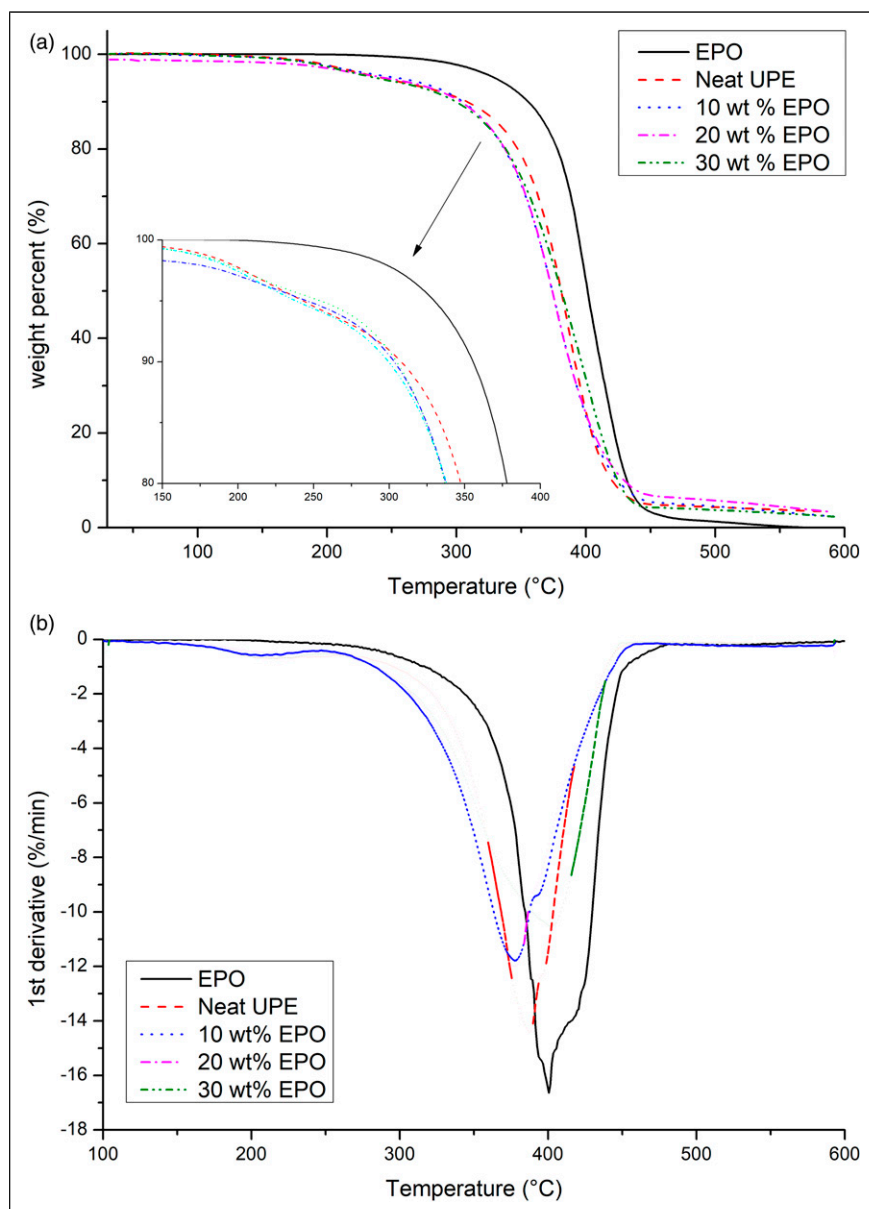 (a)
100
80
60
40
20
0
weight percent (%)
EPO
Neat UPE
10 wt % EPO
20 wt % EPO
30 wt % EPO
100
90
80
150
200
250
300
350
400
100
200
300
400
500
600
Temperature (°C)
(b)
0
-2
-4
-6
-8
-10
-12
-14
-16
-18
1st derivative (%/min)
EPO
Neat UPE
10 wt% EPO
20 wt% EPO
30 wt% EPO
100
200
300
400
500
600
Temperature (°C)